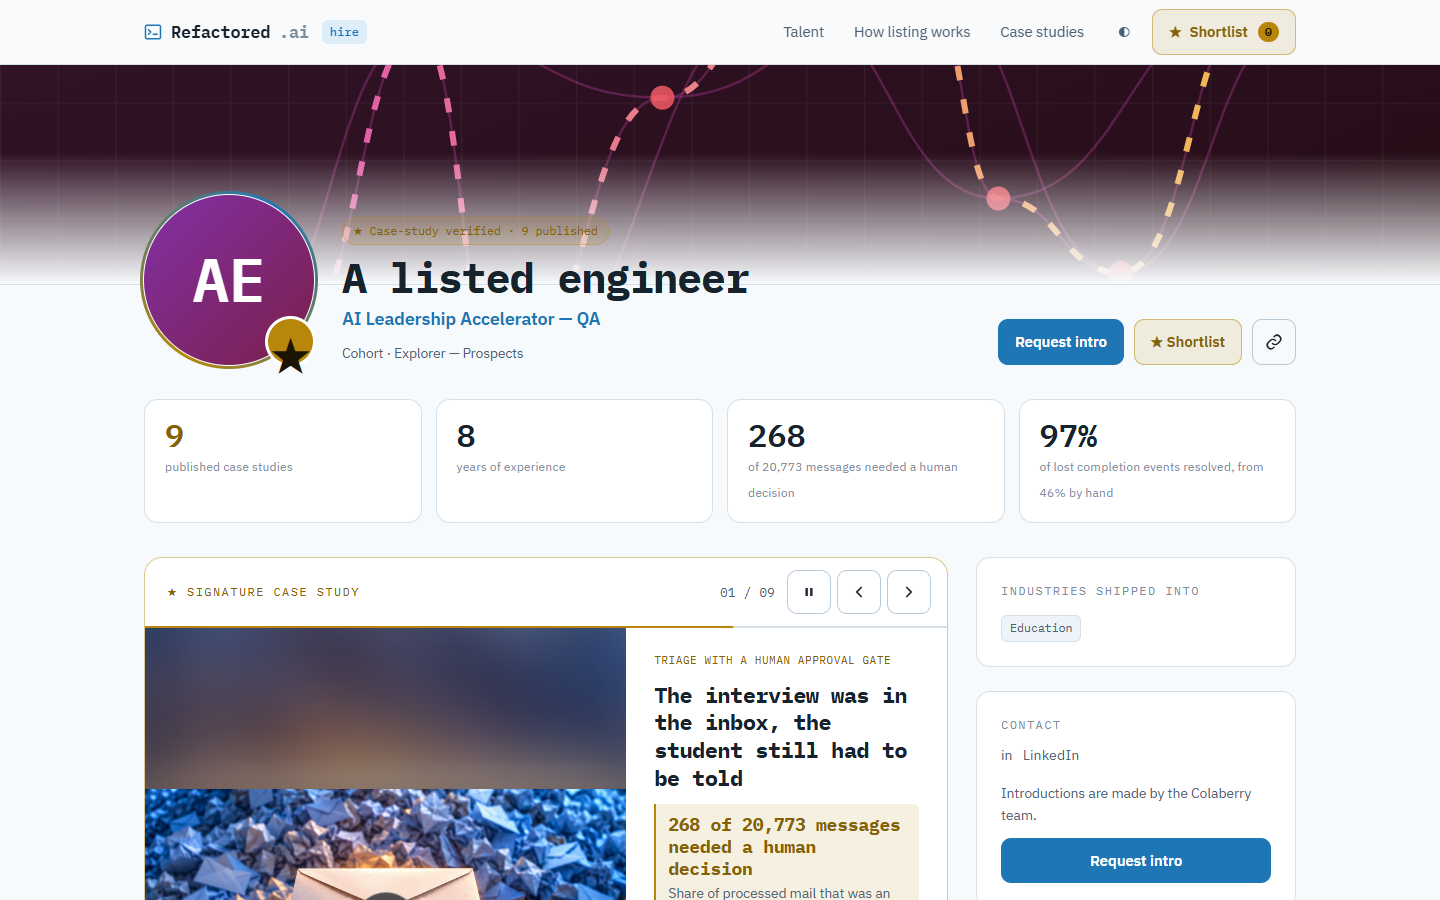 Refactored .ai hire
Talent
How listing works
Case studies
★ Shortlist 0
★ Case-study verified · 9 published
AE
A listed engineer
AI Leadership Accelerator — QA
Cohort · Explorer — Prospects
Request intro
★ Shortlist
9
published case studies
8
years of experience
268
of 20,773 messages needed a human
decision
97%
of lost completion events resolved, from
46% by hand
★ SIGNATURE CASE STUDY
01 / 09
TRIAGE WITH A HUMAN APPROVAL GATE
The interview was in
the inbox, the
student still had to
be told
268 of 20,773 messages
needed a human
decision
Share of processed mail that was an
INDUSTRIES SHIPPED INTO
Education
CONTACT
in LinkedIn
Introductions are made by the Colaberry
team.
Request intro